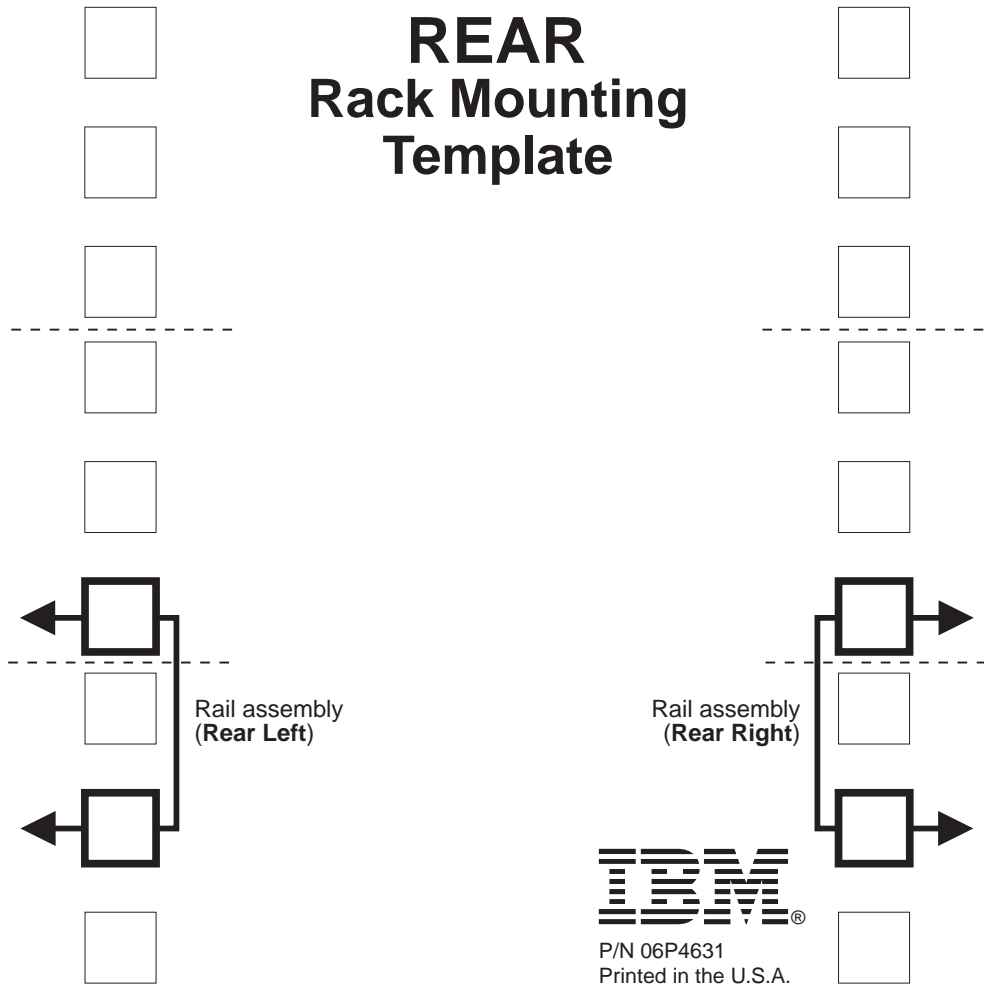 REAR
Rack Mounting
Template
Rail assembly
(Rear Left)
Rail assembly
(Rear Right)
IBM®
P/N 06P4631
Printed in the U.S.A.